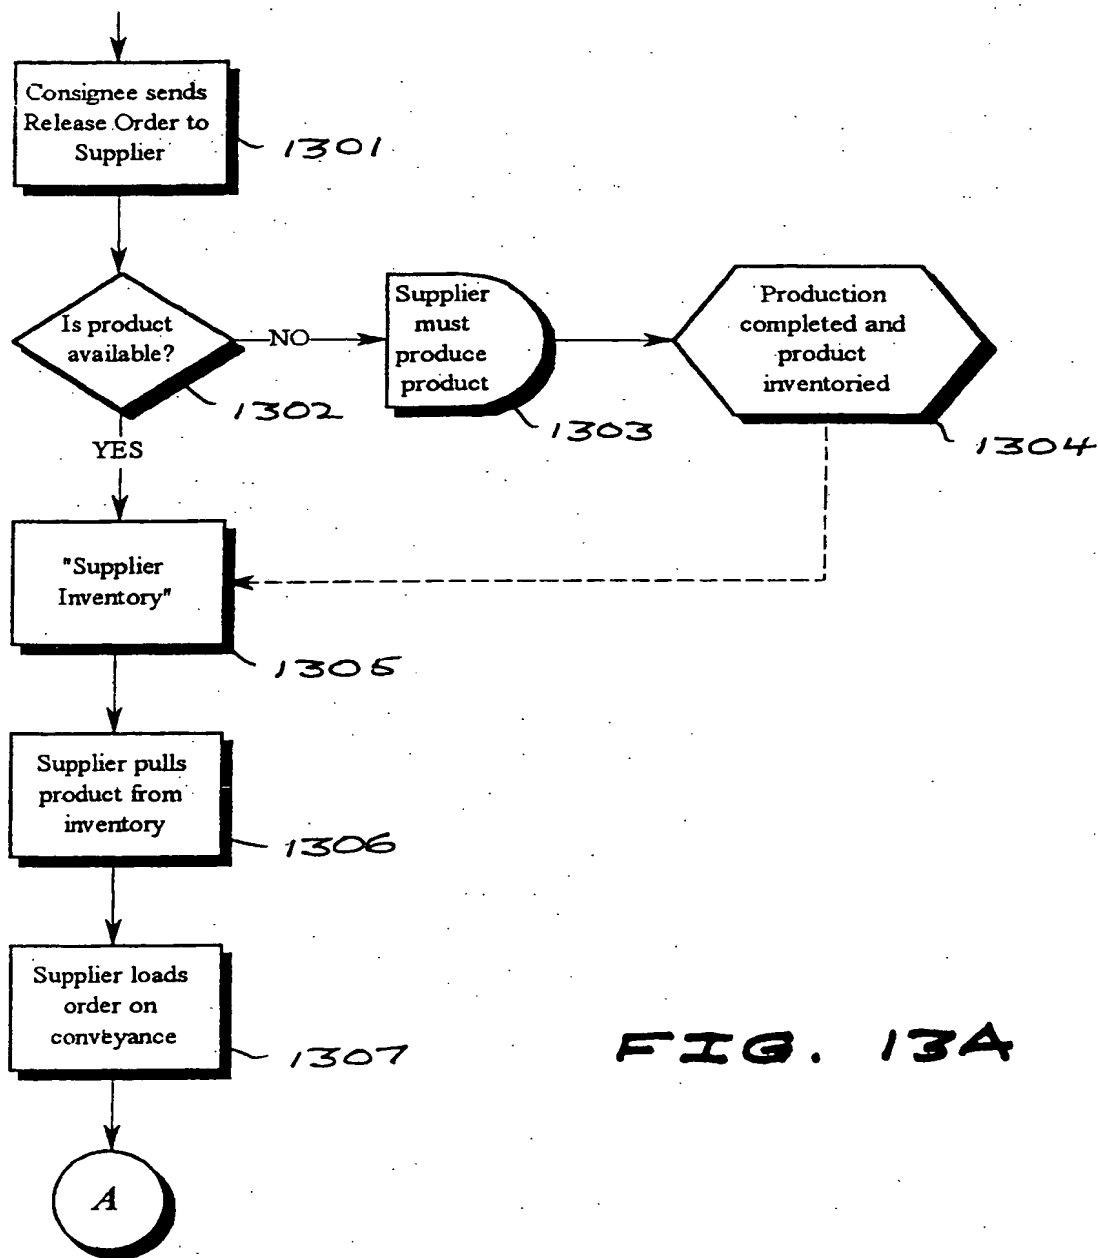 Consignee sends
Release Order to
Supplier
1301
Is product
available?
NO
1302
YES
Supplier
must
produce
product
1303
Production
completed and
product
inventoried
1304
"Supplier
Inventory"
1305
Supplier pulls
product from
inventory
1306
Supplier loads
order on
conveyance
1307
FIG. 13A
A